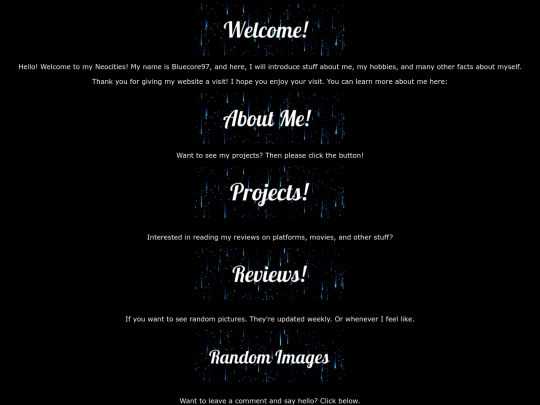 Welcome!
Hello! Welcome to my Neocities! My name is Bluecore97, and here, I will introduce stuff about me, my hobbies, and many other facts about myself.
Thank you for giving my website a visit! I hope you enjoy your visit. You can learn more about me here:
About Me!
Want to see my projects? Then please click the button!
Projects!
Interested in reading my reviews on platforms, movies, and other stuff?
Reviews!
If you want to see random pictures. They're updated weekly. Or whenever I feel like.
Random Images
Want to leave a comment and say hello? Click below.